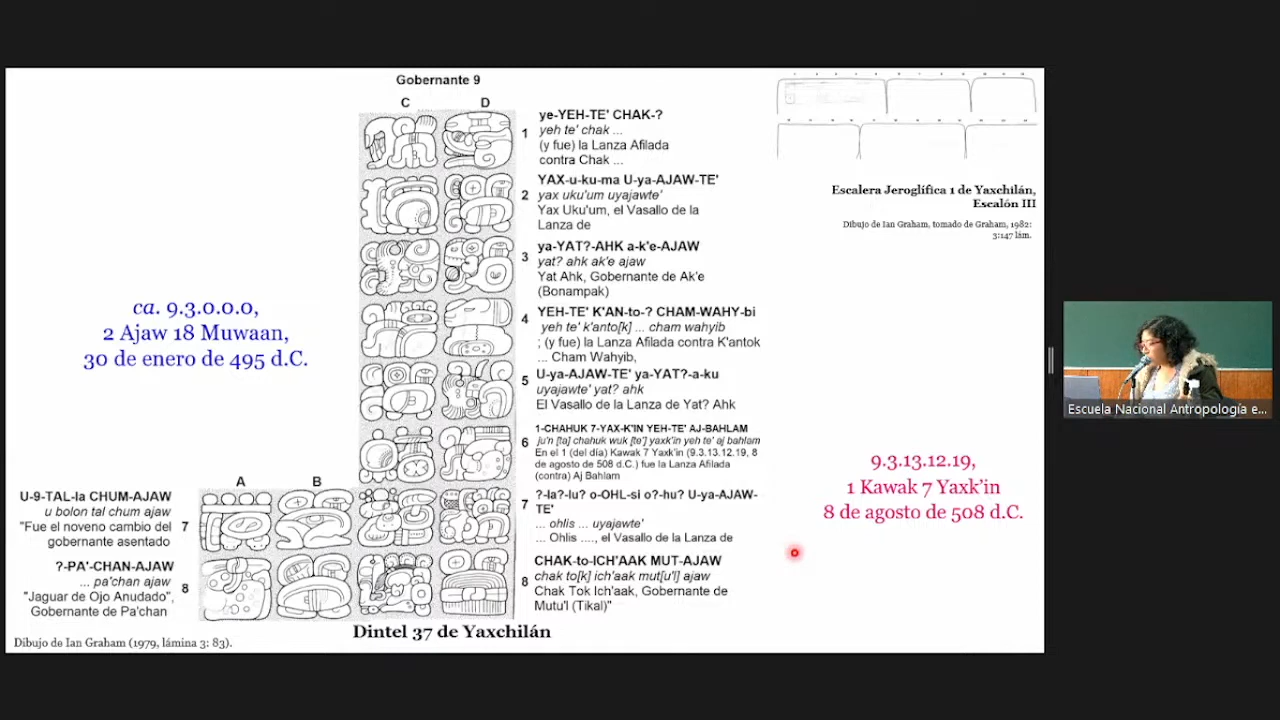 Gobernante 9
C D
1
ye-YEH-TE' CHAK-?
yeh te' chak ...
(y fue) la Lanza Afilada
contra Chak ...
2
YAX-u-ku-ma U-ya-AJAW-TE'
yax uku'um uyajawte'
Yax Uku'um, el Vasallo de la
Lanza de
3
ya-YAT?-AHK a-k'e-AJAW
yat? ahk ak'e ajaw
Yat Ahk, Gobernante de Ak'e
(Bonampak)
4
YEH-TE' K'AN-to-? CHAM-WAHY-bi
yeh te' k'anto[k] ... cham wahyib
; (y fue) la Lanza Afilada contra K'antok
... Cham Wahyib,
5
U-ya-AJAW-TE' ya-YAT?-a-ku
uyajawte' yat? ahk
El Vasallo de la Lanza de Yat? Ahk
6
1-CHAHUK 7-YAX-K'IN YEH-TE' AJ-BAHLAM
ju'n [ta] chahuk wuk [te'] yaxk'in yeh te' aj bahlam
En el 1 (del día) Kawak 7 Yaxk'in (9.3.13.12.19, 8
de agosto de 508 d.C.) fue la Lanza Afilada
(contra) Aj Bahlam
7
?-la?-lu? o-OHL-si o?-hu? U-ya-AJAW-
TE'
... ohlis ... uyajawte'
... Ohlis ...., el Vasallo de la Lanza de
8
CHAK-to-ICH'AAK MUT-AJAW
chak to[k] ich'aak mut[u'l] ajaw
Chak Tok Ich'aak, Gobernante de
Mutu'l (Tikal)"
A B
U-9-TAL-la CHUM-AJAW
u bolon tal chum ajaw
"Fue el noveno cambio del
gobernante asentado
7
?-PA'-CHAN-AJAW
... pa'chan ajaw
"Jaguar de Ojo Anudado",
Gobernante de Pa'chan
8
Dintel 37 de Yaxchilán
Dibujo de Ian Graham (1979, lámina 3: 83).
ca. 9.3.0.0.0,
2 Ajaw 18 Muwaan,
30 de enero de 495 d.C.
Escalera Jeroglífica 1 de Yaxchilán,
Escalón III
Dibujo de Ian Graham, tomado de Graham, 1982:
3:147 lám.
9.3.13.12.19,
1 Kawak 7 Yaxk'in
8 de agosto de 508 d.C.
Escuela Nacional Antropología e...